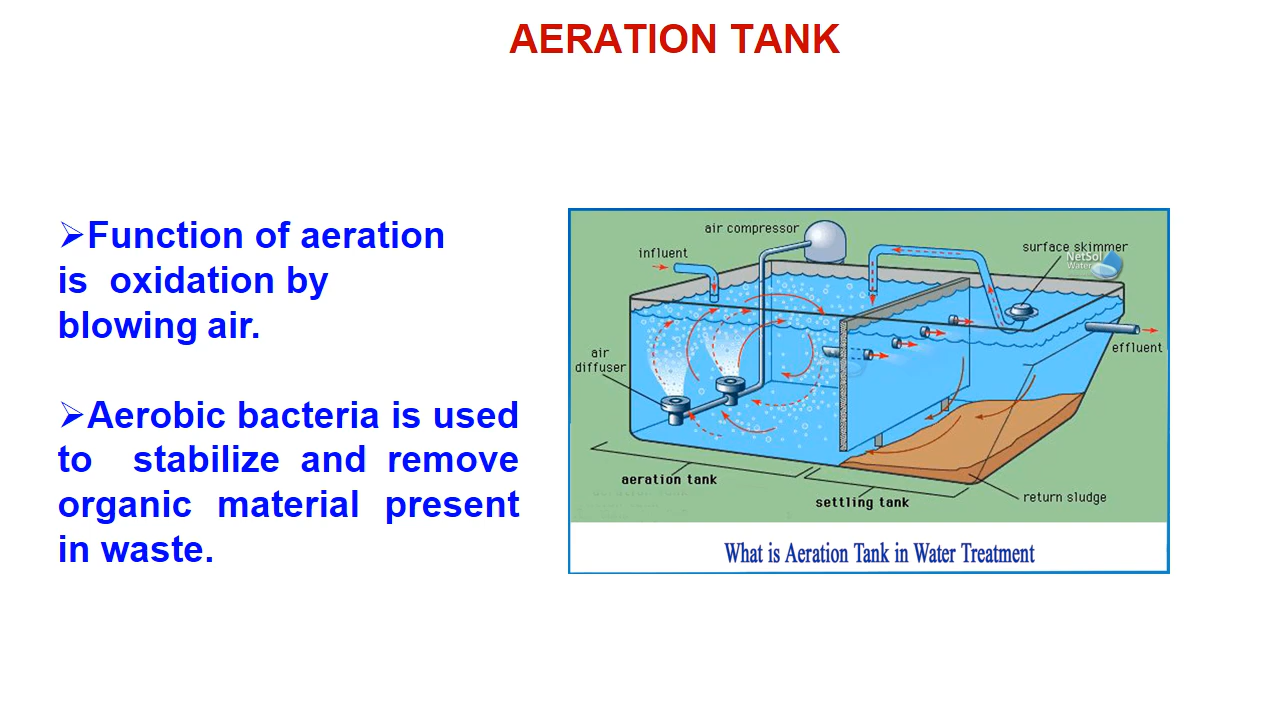 AERATION TANK
➢Function of aeration
is oxidation by
blowing air.
➢Aerobic bacteria is used
to stabilize and remove
organic material present
in waste.
air compressor
influent
surface skimmer
NetSol
Water
effluent
air
diffuser
aeration tank
settling tank
return sludge
What is Aeration Tank in Water Treatment